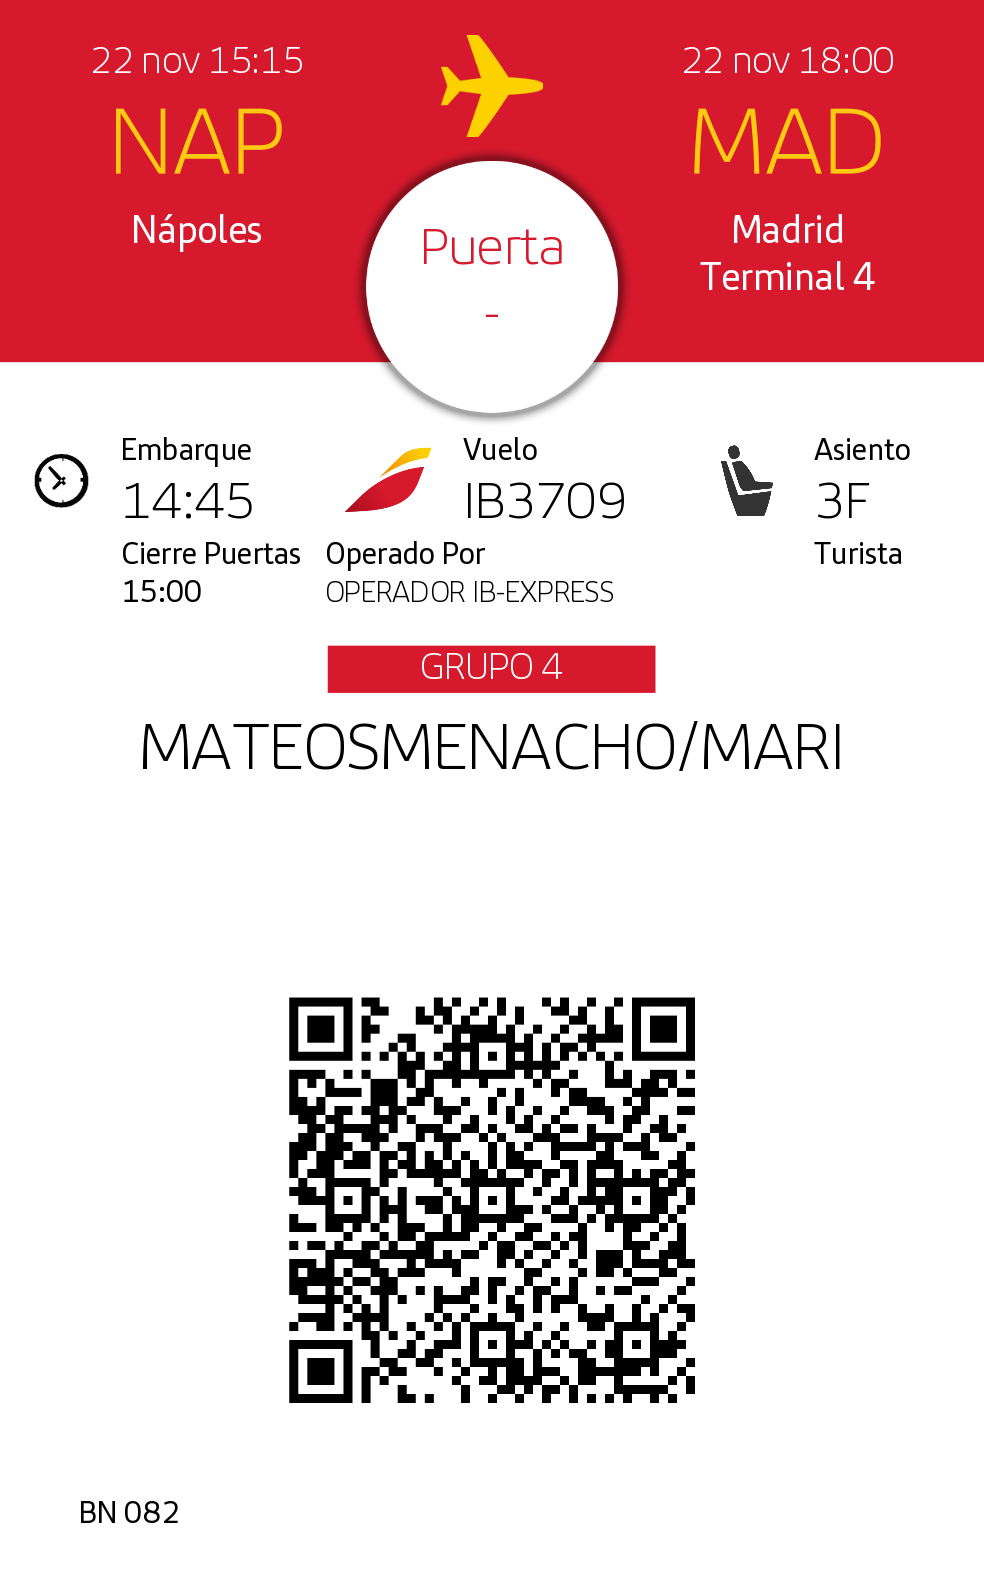 22 nov 15:15
22 nov 18:00
NAP
MAD
Nápoles
Madrid
Terminal 4
Puerta
-
Embarque
Vuelo
Asiento
14:45
IB3709
3F
Cierre Puertas
Operado Por
Turista
15:00
OPERADOR IB-EXPRESS
GRUPO 4
MATEOSMENACHO/MARI
BN 082